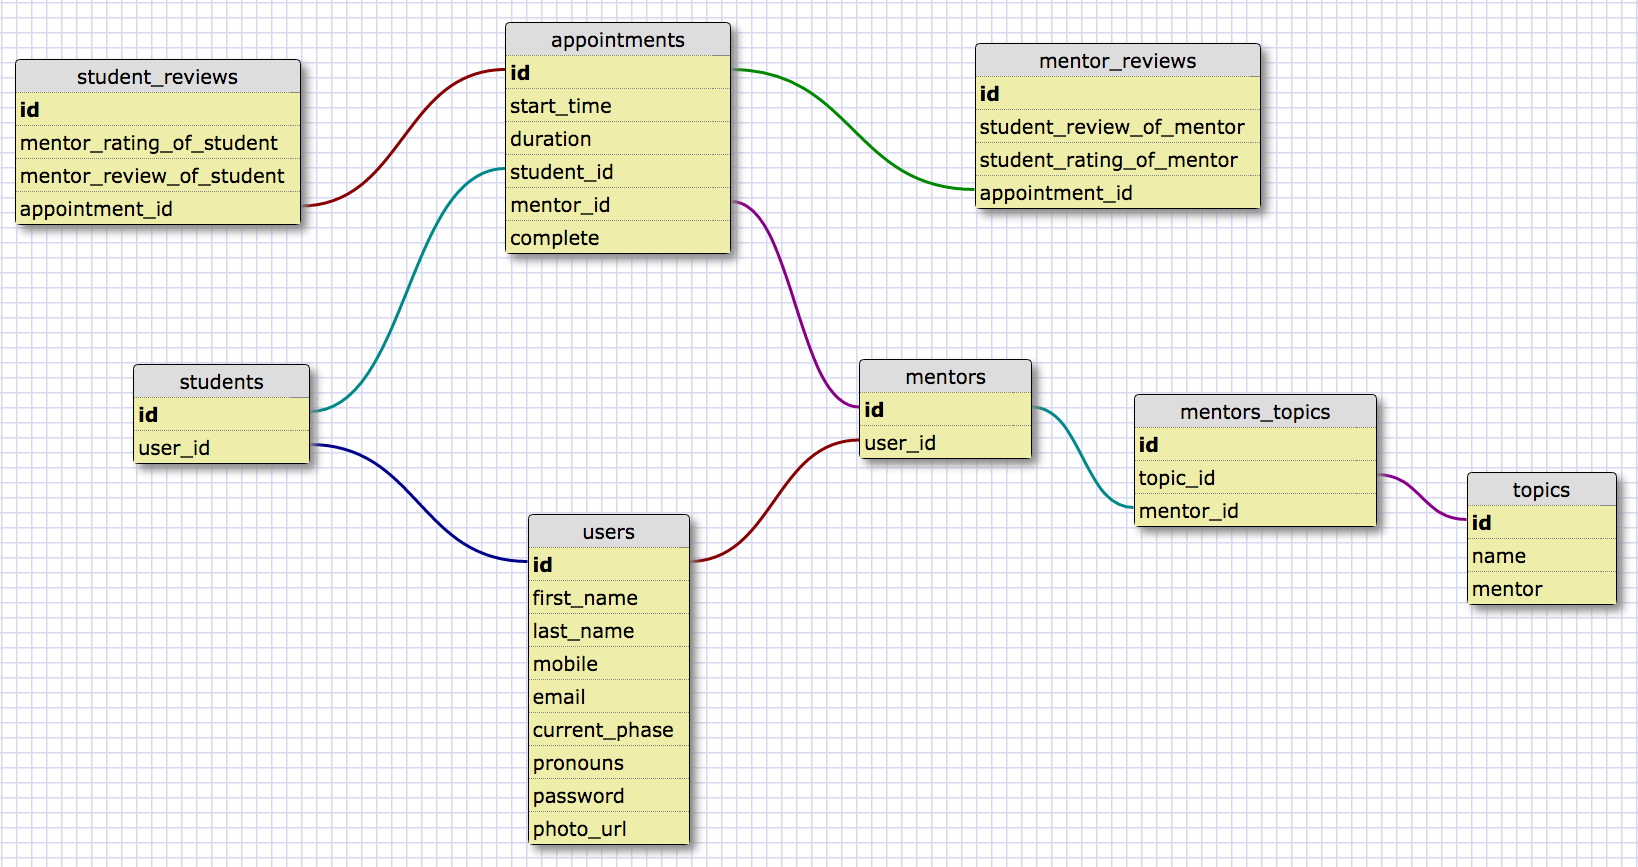 student_reviews
id
mentor_rating_of_student
mentor_review_of_student
appointment_id
appointments
id
start_time
duration
student_id
mentor_id
complete
mentor_reviews
id
student_review_of_mentor
student_rating_of_mentor
appointment_id
students
id
user_id
users
id
first_name
last_name
mobile
email
current_phase
pronouns
password
photo_url
mentors
id
user_id
mentors_topics
id
topic_id
mentor_id
topics
id
name
mentor